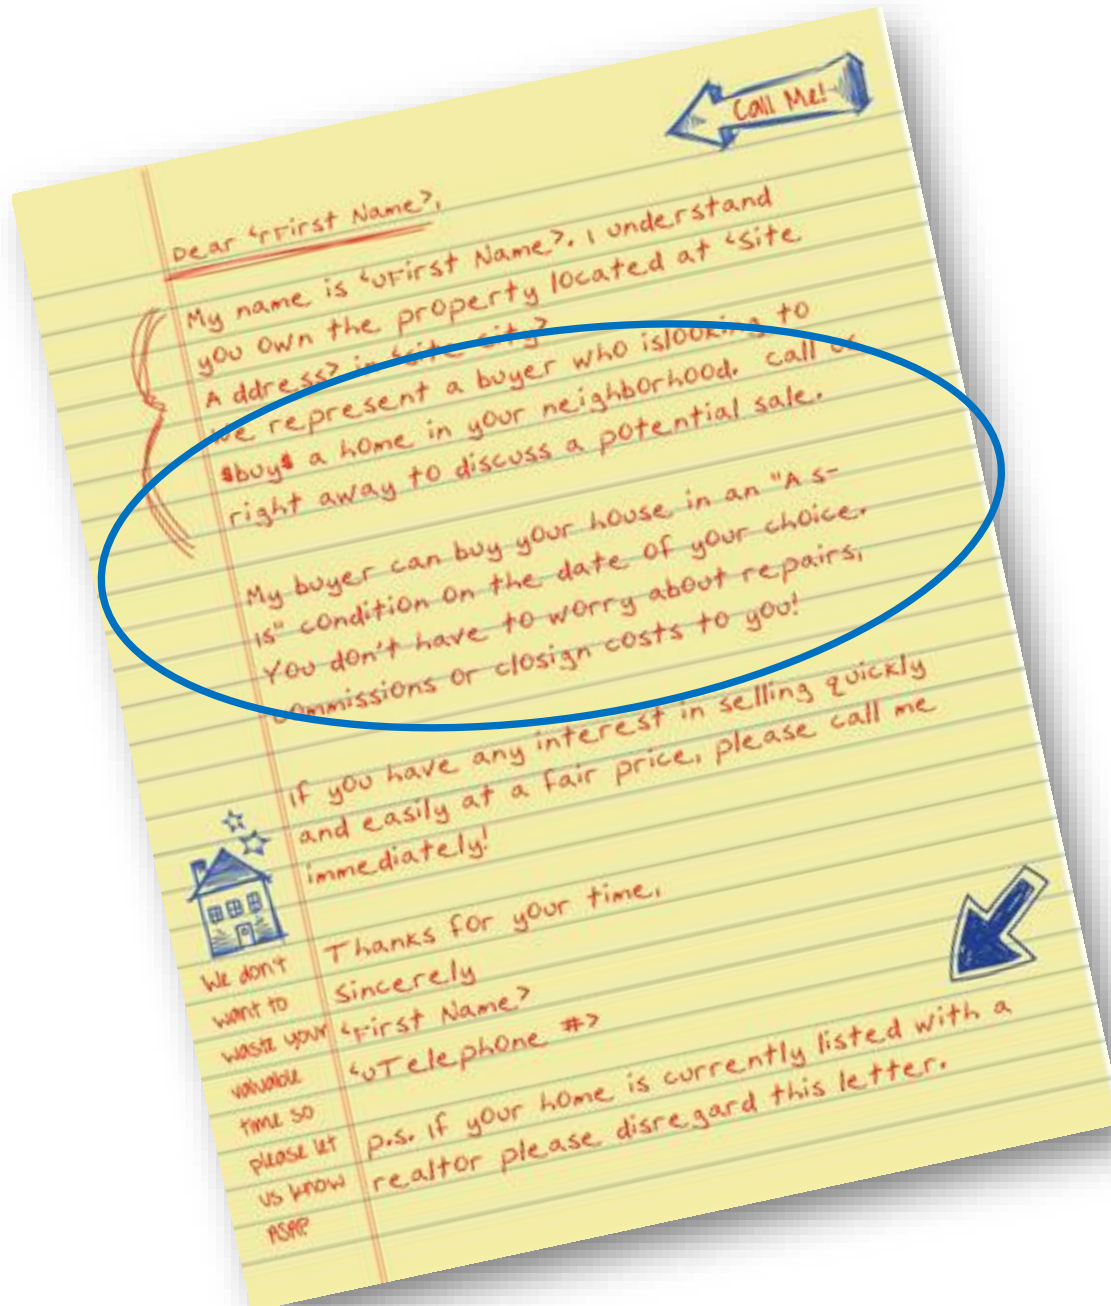 Call Me!
Dear <rFirst Name>,
My name is <uFirst Name>. I understand
you own the property located at <Site
Address> in <Site City>
We represent a buyer who islooking to
$buy$ a home in your neighborhood. call us
right away to discuss a potential sale.
My buyer can buy your house in an "As-
is" condition on the date of your choice.
You don't have to worry about repairs,
commissions or closign costs to you!
if you have any interest in selling quickly
and easily at a fair price, please call me
immediately!
Thanks for your time,
Sincerely
<First Name>
<uTelephone #>
p.s. if your home is currently listed with a
realtor please disregard this letter.
We don't
want to
waste your
valuable
time so
please let
us know
ASAP